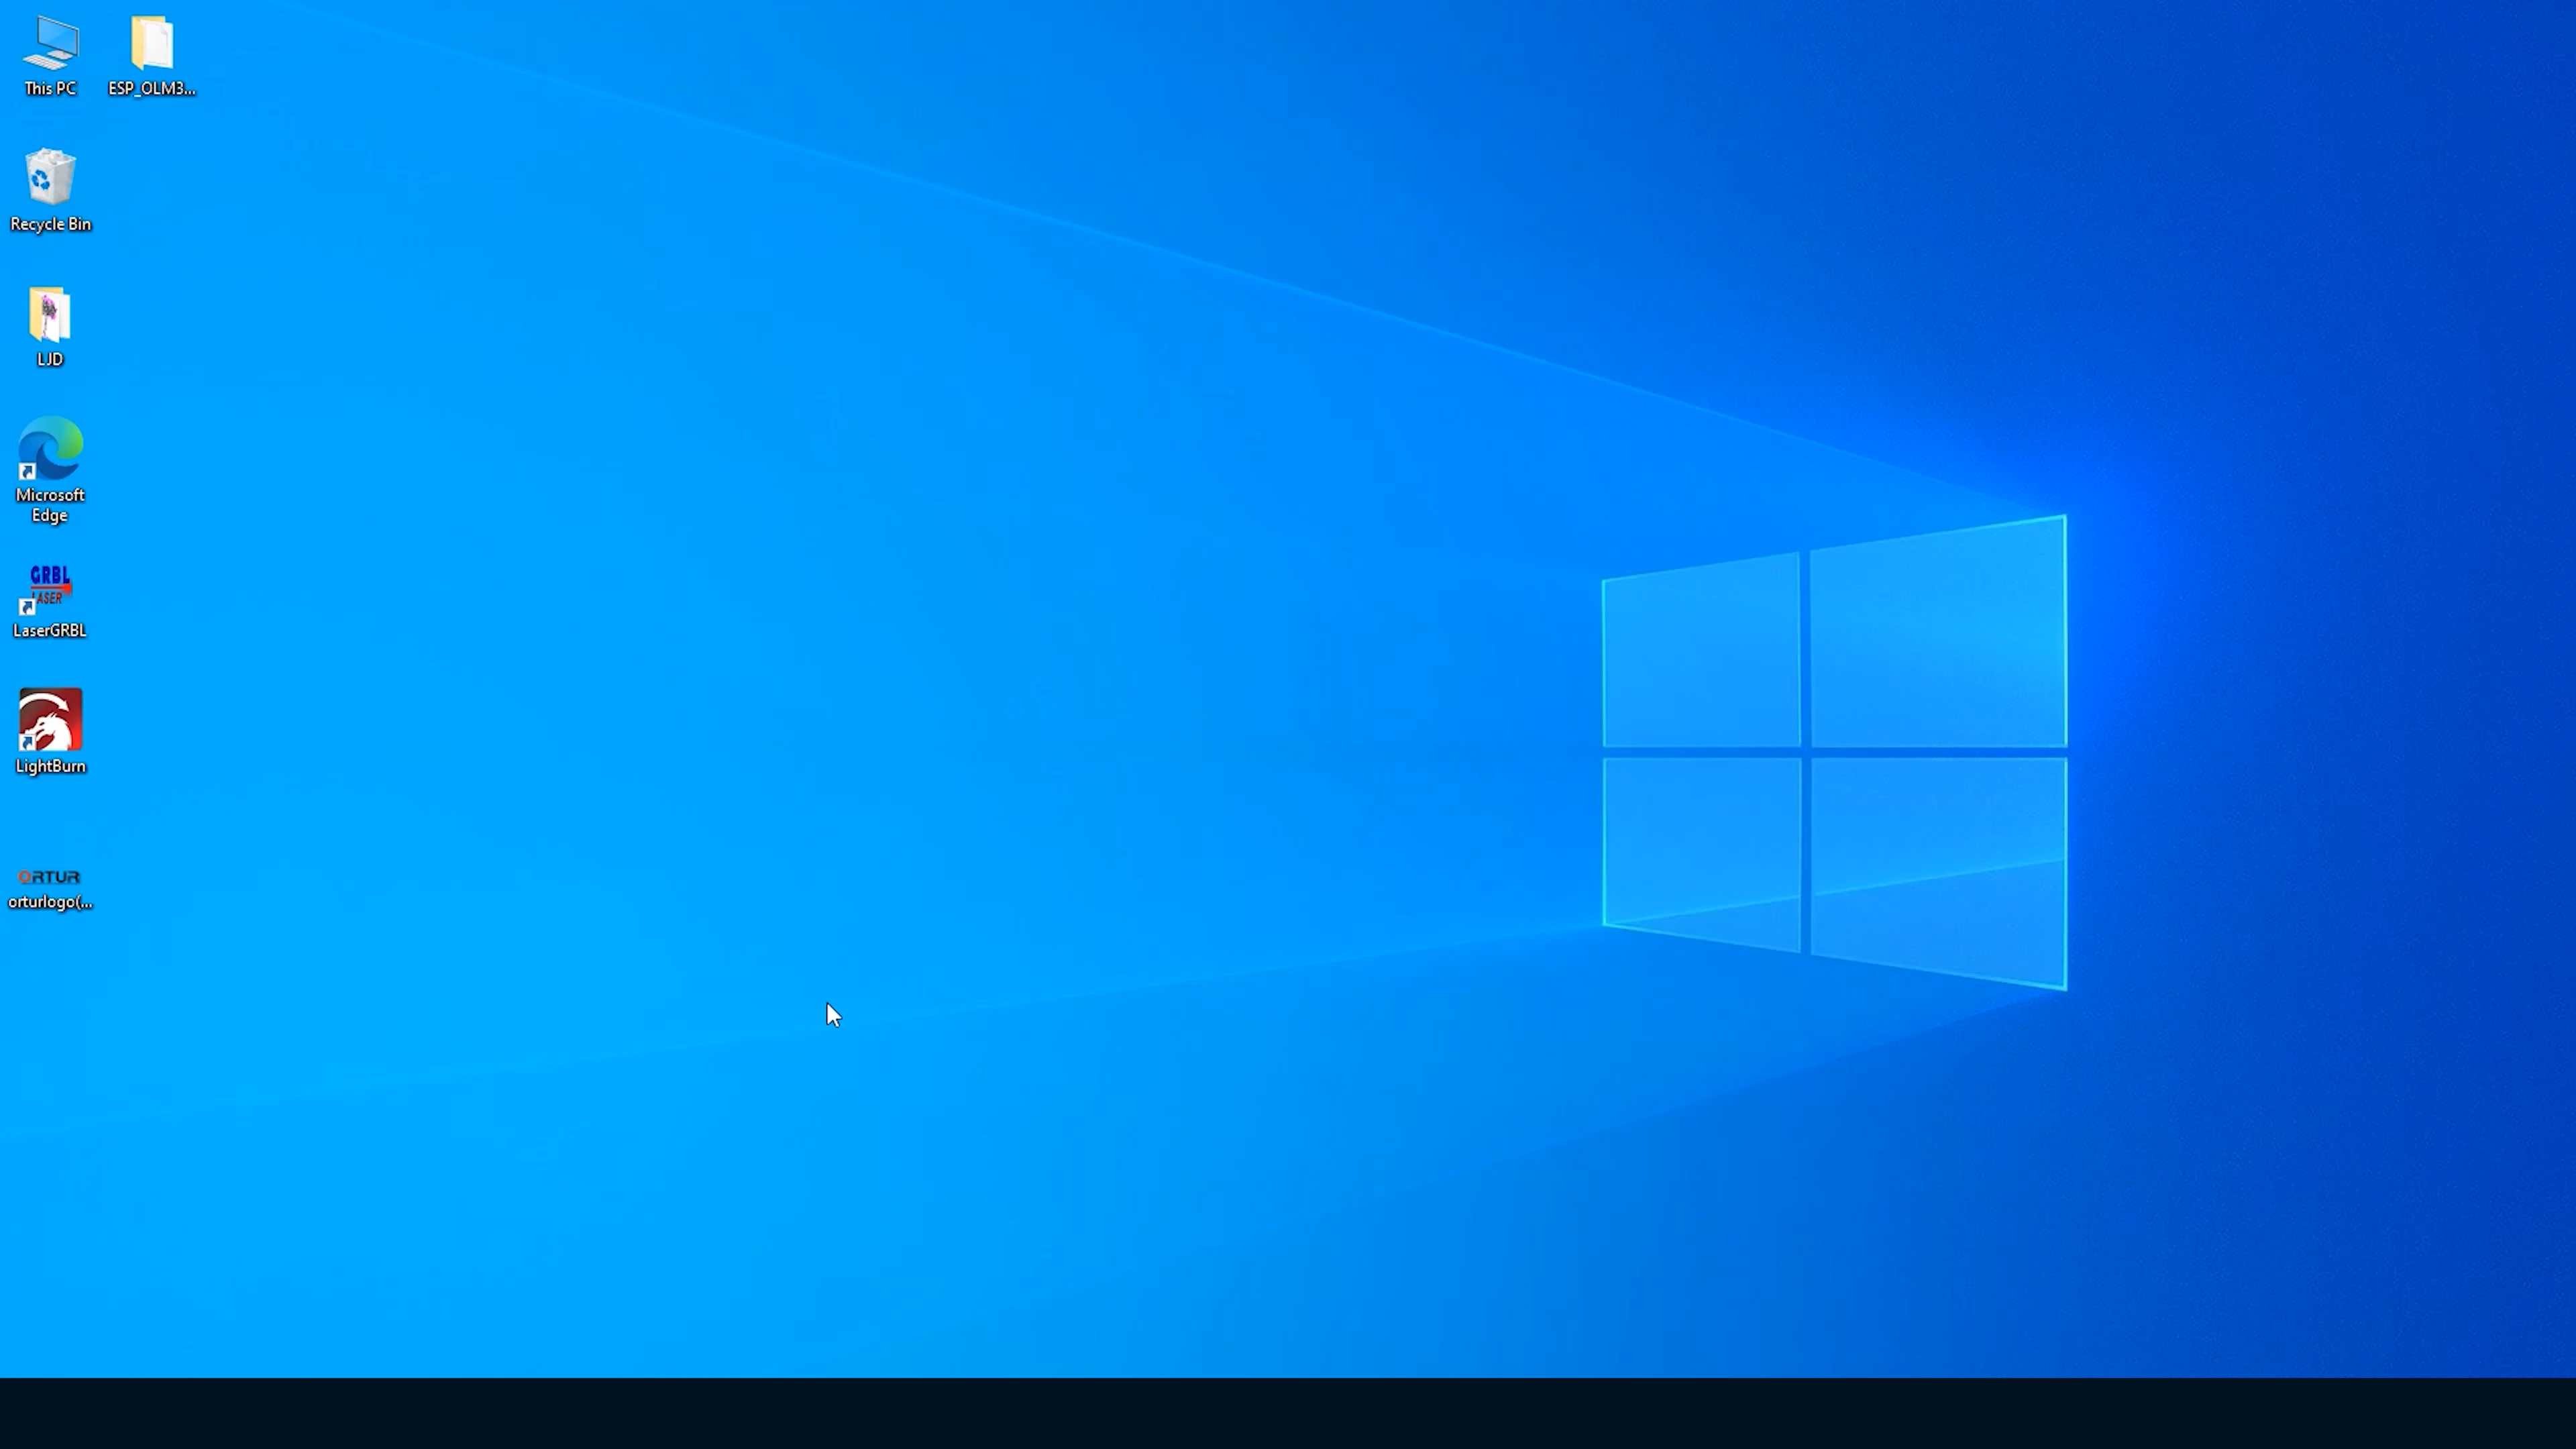 This PC
ESP_OLM3...
Recycle Bin
LJD
Microsoft
Edge
GRBL
LASER
LaserGRBL
LightBurn
ORTUR
orturlogo(...